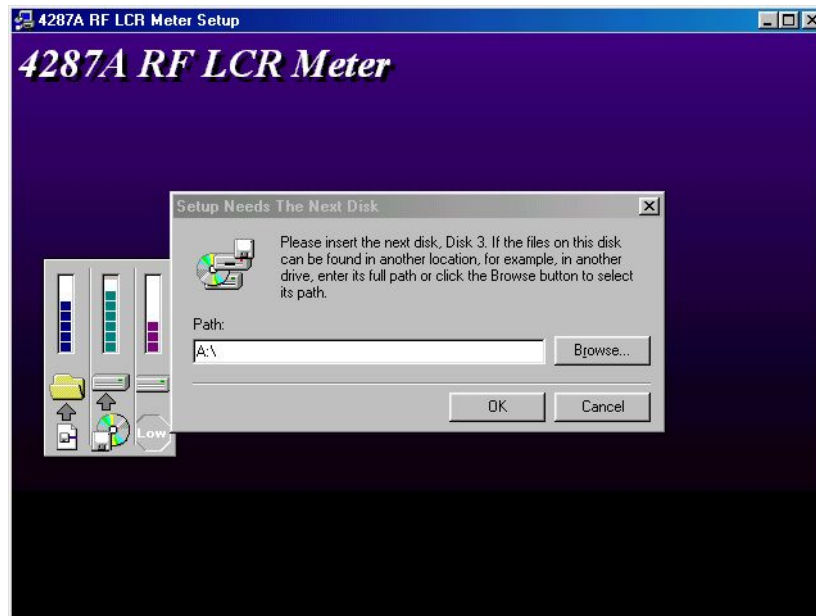 4287A RF LCR Meter Setup
4287A RF LCR Meter
Setup Needs The Next Disk
Please insert the next disk, Disk 3. If the files on this disk
can be found in another location, for example, in another
drive, enter its full path or click the Browse button to select
its path.
Path:
A:\
Browse...
OK
Cancel
Low